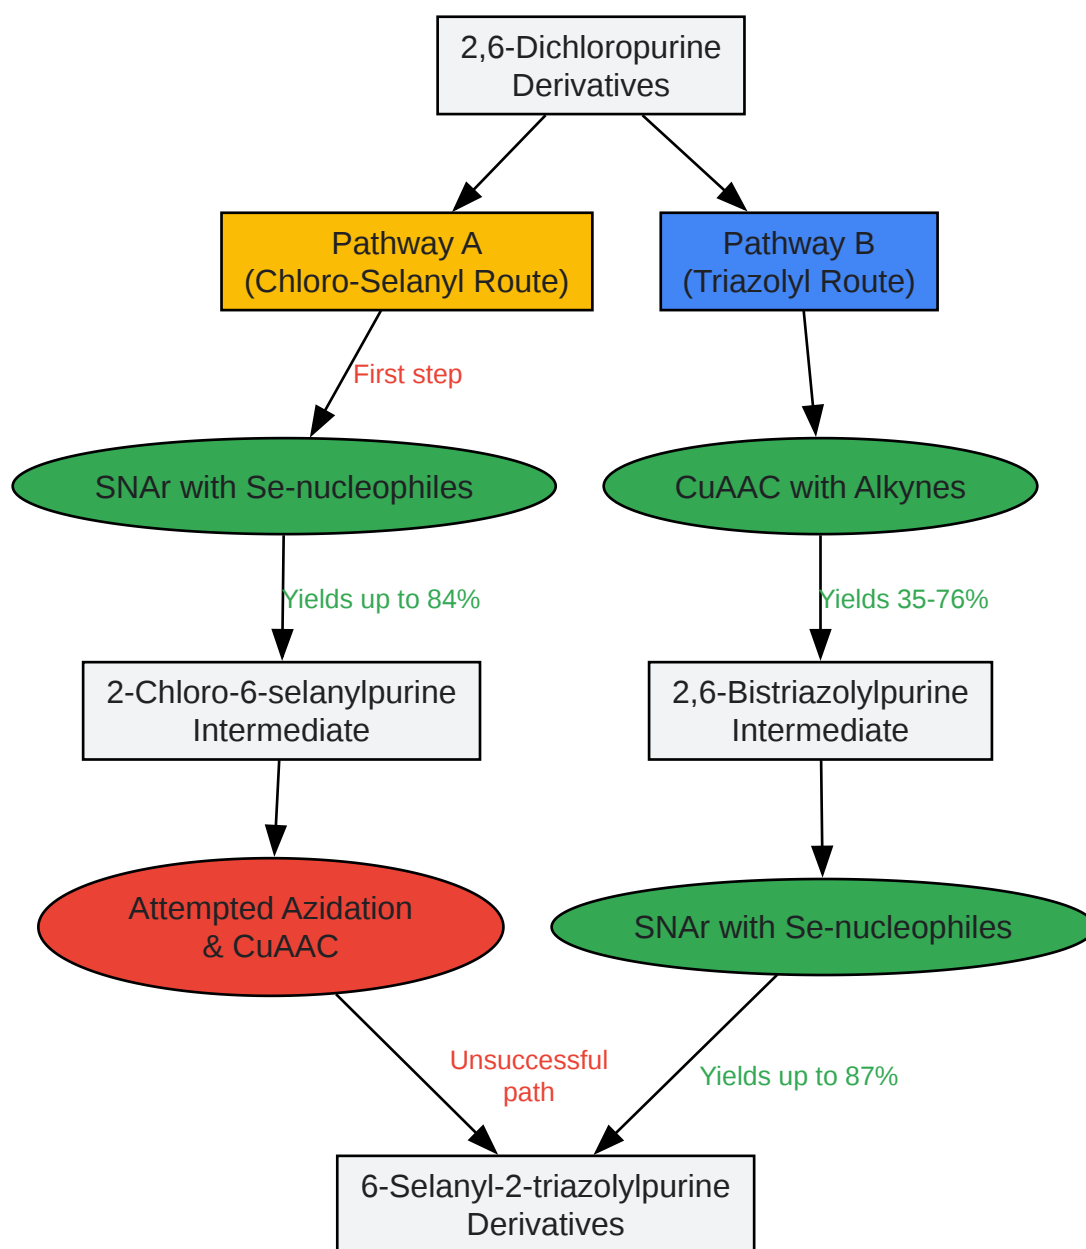 2,6-Dichloropurine
Derivatives
Pathway A
(Chloro-Selanyl Route)
Pathway B
(Triazolyl Route)
First step
SNAr with Se-nucleophiles
CuAAC with Alkynes
Yields up to 84%
Yields 35-76%
2-Chloro-6-selanylpurine
Intermediate
2,6-Bistriazolylpurine
Intermediate
Attempted Azidation
& CuAAC
SNAr with Se-nucleophiles
Unsuccessful
path
Yields up to 87%
6-Selanyl-2-triazolylpurine
Derivatives